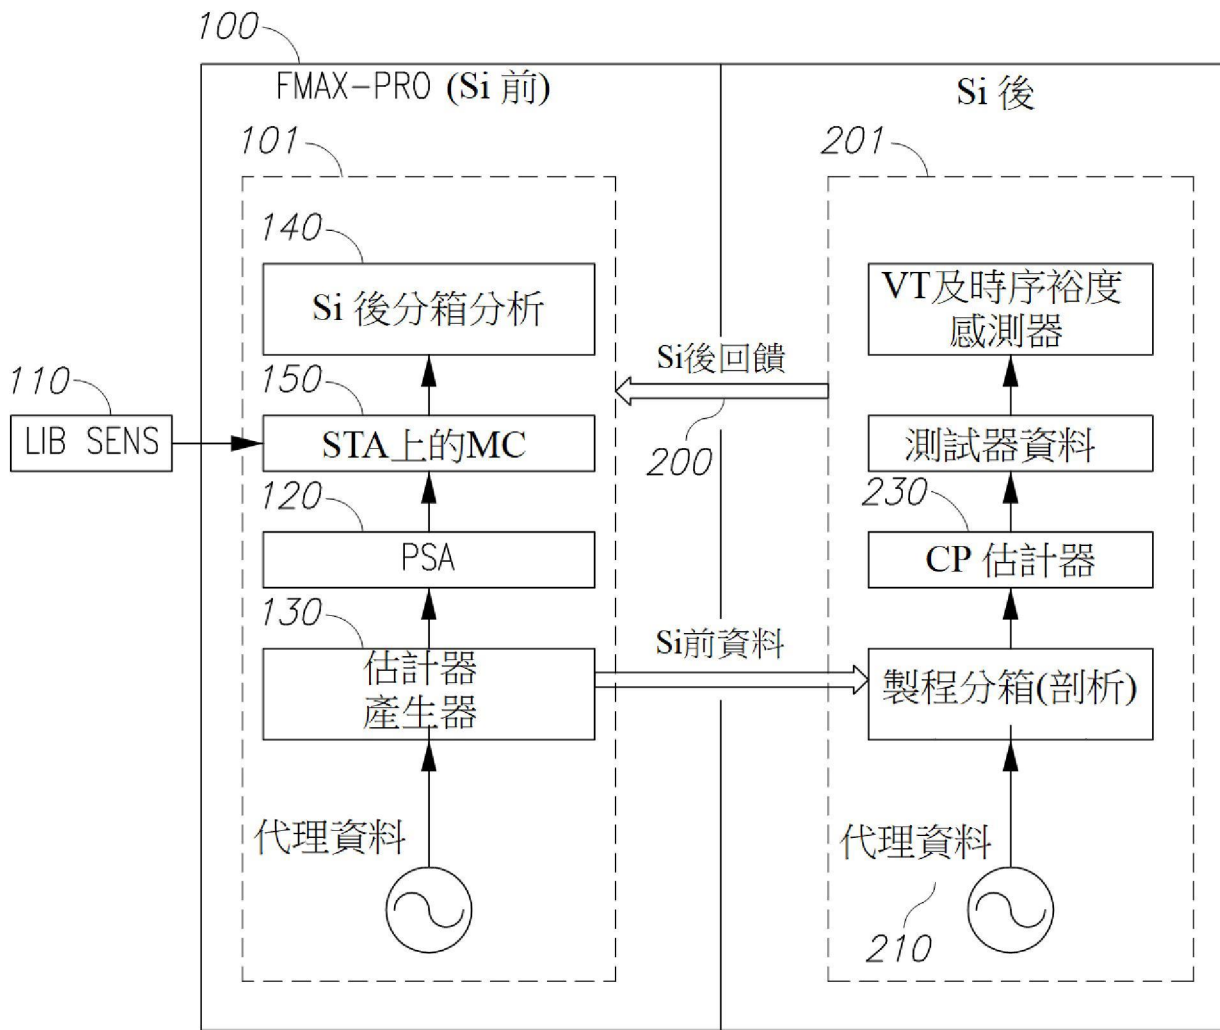 100
FMAX-PRO (Si 前)
Si 後
101
201
140
Si 後分箱分析
VT及時序裕度
感測器
Si後回饋
200
110
LIB SENS
150
STA上的MC
測試器資料
120
PSA
230
CP 估計器
130
估計器
產生器
Si前資料
製程分箱(剖析)
代理資料
代理資料
210